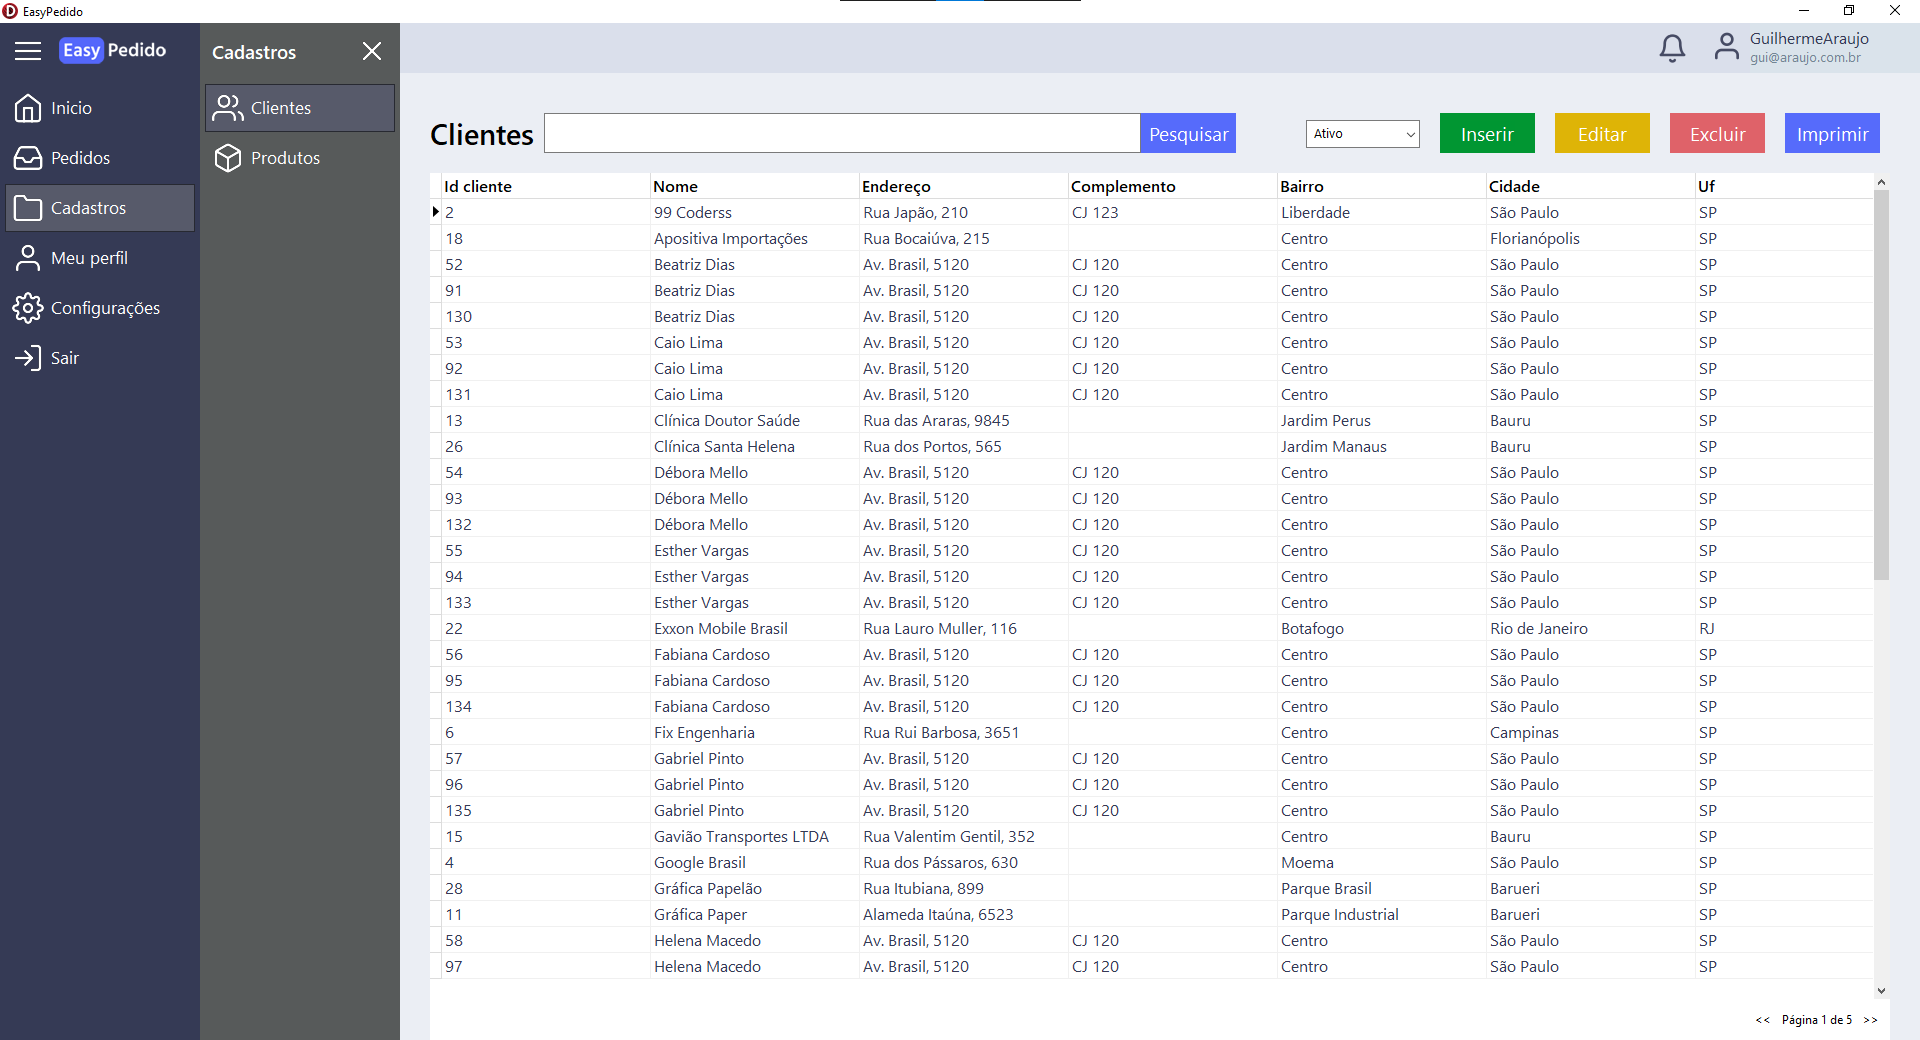 EasyPedido
Easy Pedido
Inicio
Pedidos
Cadastros
Meu perfil
Configurações
Sair
Cadastros
Clientes
Produtos
GuilhermeAraujo
gui@araujo.com.br
Clientes Pesquisar Ativo Inserir Editar Excluir Imprimir
Id cliente Nome Endereço Complemento Bairro Cidade Uf
2 99 Coderss Rua Japão, 210 CJ 123 Liberdade São Paulo SP
18 Apositiva Importações Rua Bocaiúva, 215 Centro Florianópolis SP
52 Beatriz Dias Av. Brasil, 5120 CJ 120 Centro São Paulo SP
91 Beatriz Dias Av. Brasil, 5120 CJ 120 Centro São Paulo SP
130 Beatriz Dias Av. Brasil, 5120 CJ 120 Centro São Paulo SP
53 Caio Lima Av. Brasil, 5120 CJ 120 Centro São Paulo SP
92 Caio Lima Av. Brasil, 5120 CJ 120 Centro São Paulo SP
131 Caio Lima Av. Brasil, 5120 CJ 120 Centro São Paulo SP
13 Clínica Doutor Saúde Rua das Araras, 9845 Jardim Perus Bauru SP
26 Clínica Santa Helena Rua dos Portos, 565 Jardim Manaus Bauru SP
54 Débora Mello Av. Brasil, 5120 CJ 120 Centro São Paulo SP
93 Débora Mello Av. Brasil, 5120 CJ 120 Centro São Paulo SP
132 Débora Mello Av. Brasil, 5120 CJ 120 Centro São Paulo SP
55 Esther Vargas Av. Brasil, 5120 CJ 120 Centro São Paulo SP
94 Esther Vargas Av. Brasil, 5120 CJ 120 Centro São Paulo SP
133 Esther Vargas Av. Brasil, 5120 CJ 120 Centro São Paulo SP
22 Exxon Mobile Brasil Rua Lauro Muller, 116 Botafogo Rio de Janeiro RJ
56 Fabiana Cardoso Av. Brasil, 5120 CJ 120 Centro São Paulo SP
95 Fabiana Cardoso Av. Brasil, 5120 CJ 120 Centro São Paulo SP
134 Fabiana Cardoso Av. Brasil, 5120 CJ 120 Centro São Paulo SP
6 Fix Engenharia Rua Rui Barbosa, 3651 Centro Campinas SP
57 Gabriel Pinto Av. Brasil, 5120 CJ 120 Centro São Paulo SP
96 Gabriel Pinto Av. Brasil, 5120 CJ 120 Centro São Paulo SP
135 Gabriel Pinto Av. Brasil, 5120 CJ 120 Centro São Paulo SP
15 Gavião Transportes LTDA Rua Valentim Gentil, 352 Centro Bauru SP
4 Google Brasil Rua dos Pássaros, 630 Moema São Paulo SP
28 Gráfica Papelão Rua Itubiana, 899 Parque Brasil Barueri SP
11 Gráfica Paper Alameda Itaúna, 6523 Parque Industrial Barueri SP
58 Helena Macedo Av. Brasil, 5120 CJ 120 Centro São Paulo SP
97 Helena Macedo Av. Brasil, 5120 CJ 120 Centro São Paulo SP
<< Página 1 de 5 >>